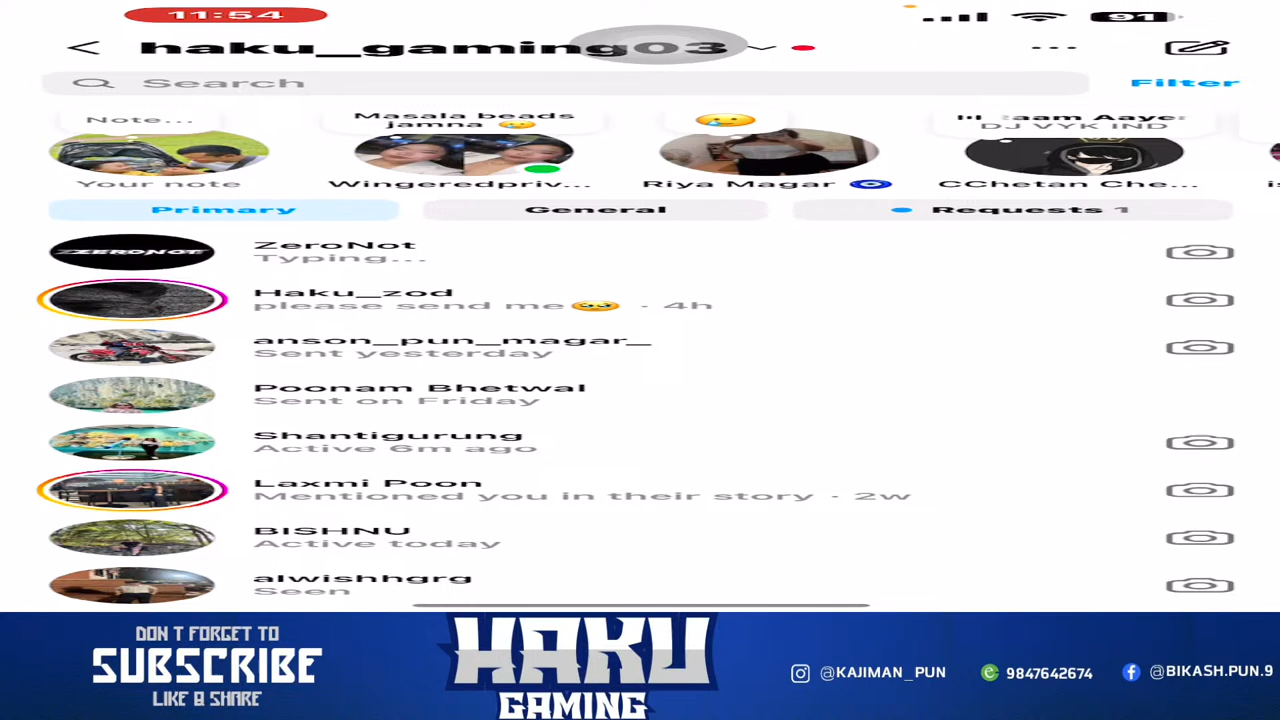 11:54
91
haku_gaming03
Search
Filter
Note...
Masala beads
jamna 🥲
🥲
Aaye
DJ VYK IND
Your note
Wingeredpriv...
Riya Magar 🧿
CChetan Che...
Primary
General
Requests 1
ZeroNot
Typing...
Haku_zod
please send me🥹 · 4h
anson_pun_magar_
Sent yesterday
Poonam Bhetwal
Sent on Friday
Shantigurung
Active 6m ago
Laxmi Poon
Mentioned you in their story · 2w
BISHNU
Active today
alwishhgrg
Seen
DON T FORGET TO
SUBSCRIBE
LIKE & SHARE
HAKU
GAMING
@KAJIMAN_PUN
9847642674
@BIKASH.PUN.9